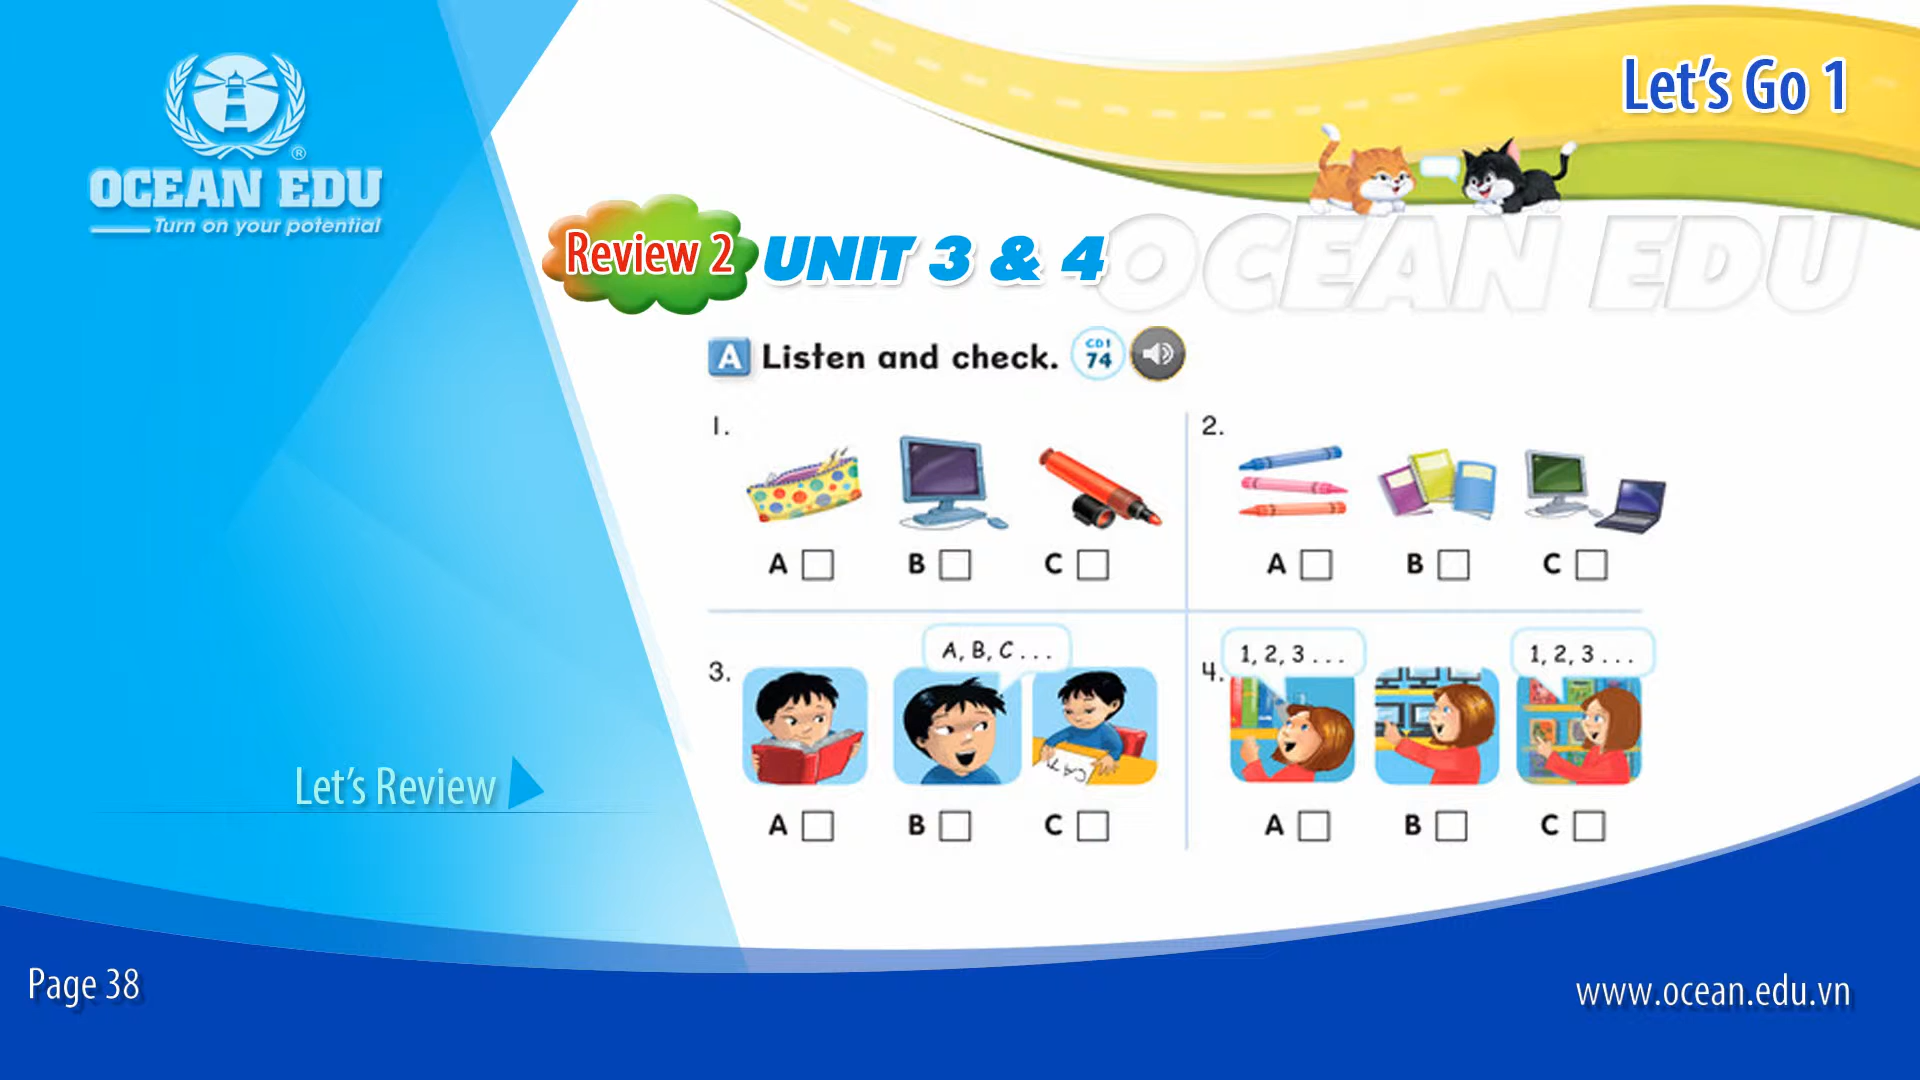 OCEAN EDU
®
Turn on your potential
Let's Go 1
OCEAN EDU
Review 2 UNIT 3 & 4
A Listen and check. CD1 74
1.
A B C
2.
A B C
3.
A, B, C . . .
A B C
4.
1, 2, 3 . . .
1, 2, 3 . . .
A B C
Let's Review
Page 38
www.ocean.edu.vn